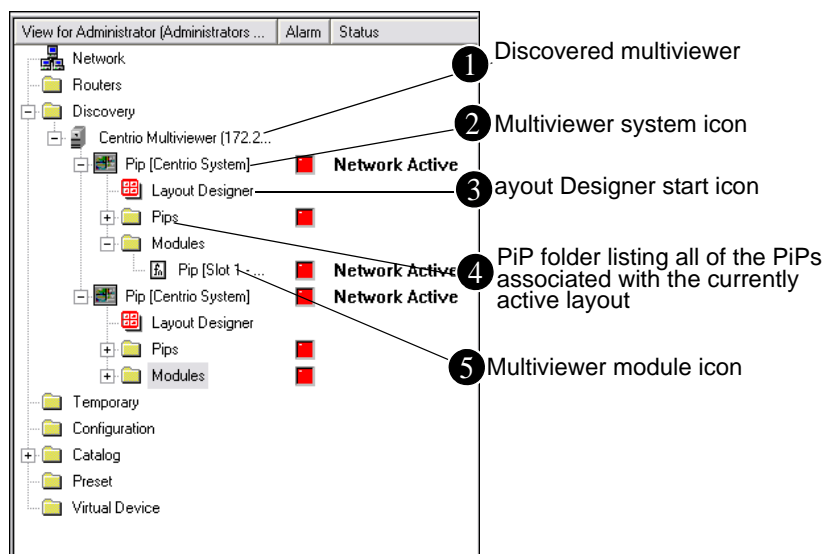 View for Administrator (Administrators ... Alarm Status
Network
Routers
Discovery
Centrio Multiviewer (172.2...
Pip [Centrio System] Network Active
Layout Designer
Pips
Modules
Pip [Slot 1 - ... Network Active
Pip [Centrio System] Network Active
Layout Designer
Pips
Modules
Temporary
Configuration
Catalog
Preset
Virtual Device
1 Discovered multiviewer
2 Multiviewer system icon
3 ayout Designer start icon
4 PiP folder listing all of the PiPs
associated with the currently
active layout
5 Multiviewer module icon